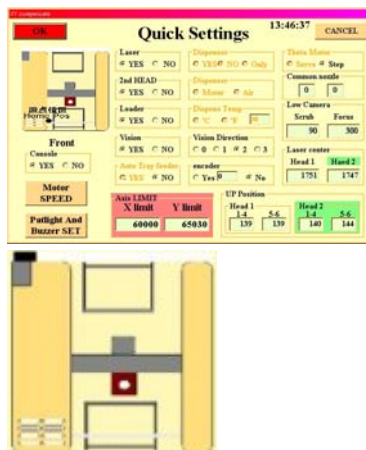 OK
Quick Settings
13:46:37
CANCEL
Laser
YES NO
Dispenser
YES NO Only
Theta Motor
Servo Step
2nd HEAD
YES NO
Dispenser
Motor Air
Common nozzle
0 0
Home Pos
Loader
YES NO
Dispens Temp
°C °F
Low Camera
Scrub Focus
90 300
Front
Vision
YES NO
Vision Direction
0 1 2 3
Laser center
Head 1 Haed 2
1751 1747
Console
YES NO
Auto Tray feeder
YES NO
encoder
Yes 0 No
Motor
SPEED
Axis LIMIT
X limit Y limit
60000 65030
UP Position
Head 1
1-4 5-6
139 139
Head 2
1-4 5-6
140 144
Patlight And
Buzzer SET